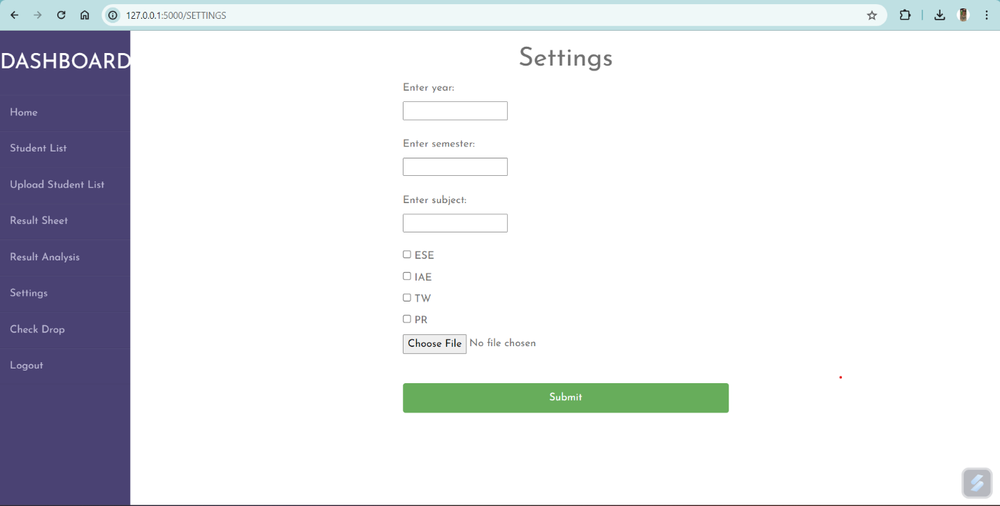 127.0.0.1:5000/SETTINGS
DASHBOARD
Home
Student List
Upload Student List
Result Sheet
Result Analysis
Settings
Check Drop
Logout
Settings
Enter year:
Enter semester:
Enter subject:
ESE
IAE
TW
PR
Choose File No file chosen
Submit